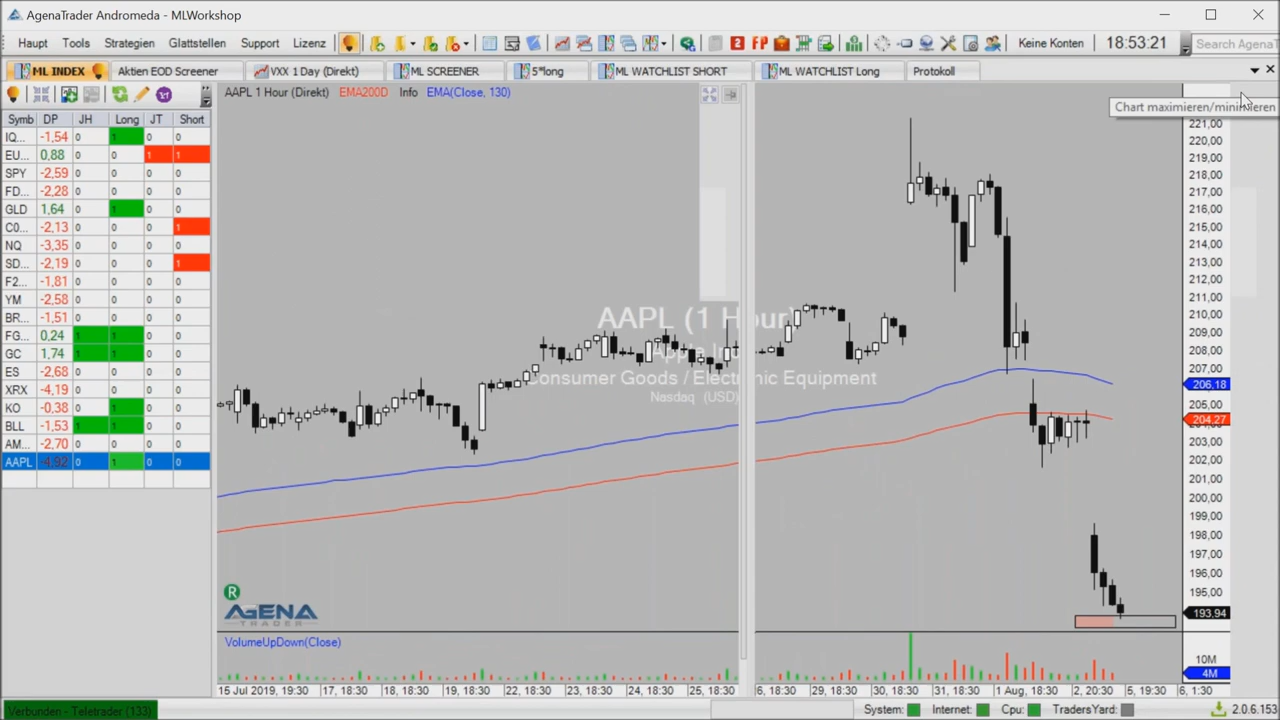 AgenaTrader Andromeda - MLWorkshop
Haupt Tools Strategien Glattstellen Support Lizenz 2 FP Keine Konten 18:53:21 Search AgenaT
ML INDEX Aktien EOD Screener VXX 1 Day (Direkt) ML SCREENER 5*long ML WATCHLIST SHORT ML WATCHLIST Long Protokoll
AAPL 1 Hour (Direkt) EMA200D Info EMA(Close, 130)
Chart maximieren/minimieren
Symb DP JH Long JT Short
IQ... -1,54 0 1 0 0
EU... 0,88 0 0 1 1
SPY -2,59 0 0 0 0
FD... -2,28 0 0 0 0
GLD 1,64 0 1 0 0
C0... -2,13 0 0 0 1
NQ -3,35 0 0 0 0
SD... -2,19 0 0 0 1
F2... -1,81 0 0 0 0
YM -2,58 0 0 0 0
BR... -1,51 0 0 0 0
FG... 0,24 1 1 0 0
GC 1,74 1 1 0 0
ES -2,68 0 0 0 0
XRX -4,19 0 0 0 0
KO -0,38 0 1 0 0
BLL -1,53 1 1 0 0
AM... -2,70 0 0 0 0
AAPL -4,92 0 1 0 0
AAPL (1 Hour)
Apple Inc
Consumer Goods / Electronic Equipment
Nasdaq (USD)
221,00
220,00
219,00
218,00
217,00
216,00
215,00
214,00
213,00
212,00
211,00
210,00
209,00
208,00
207,00
206,18
205,00
204,27
203,00
202,00
201,00
200,00
199,00
198,00
197,00
196,00
195,00
193,94
R
AGENA
TRADER
VolumeUpDown(Close)
10M
4M
15 Jul 2019, 19:30 17, 18:30 18, 18:30 19, 18:30 22, 18:30 23, 18:30 24, 18:30 25, 18:30 6, 18:30 29, 18:30 30, 18:30 31, 18:30 1 Aug, 18:30 2, 20:30 5, 19:30 6, 1:30
Verbunden - Teletrader (133) System: Internet: Cpu: TradersYard: 2.0.6.153